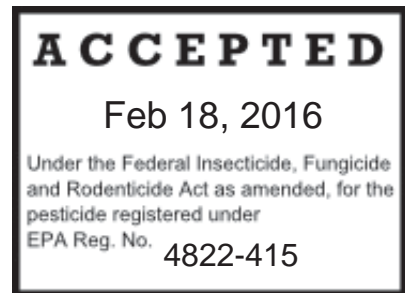 ACCEPTED
Feb 18, 2016
Under the Federal Insecticide, Fungicide
and Rodenticide Act as amended, for the
pesticide registered under
EPA Reg. No. 4822-415